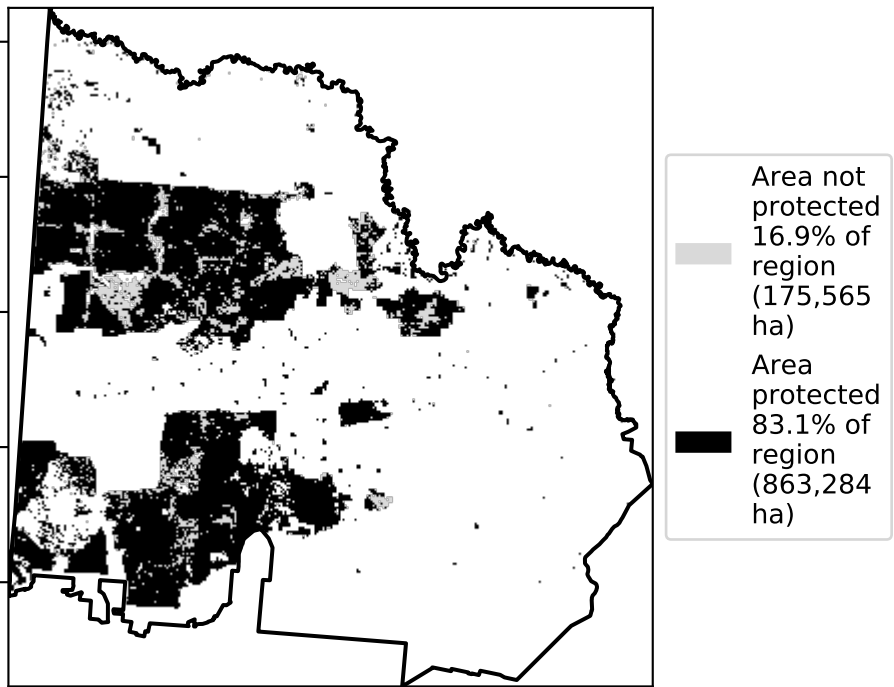 Area not
protected
16.9% of
region
(175,565
ha)
Area
protected
83.1% of
region
(863,284
ha)